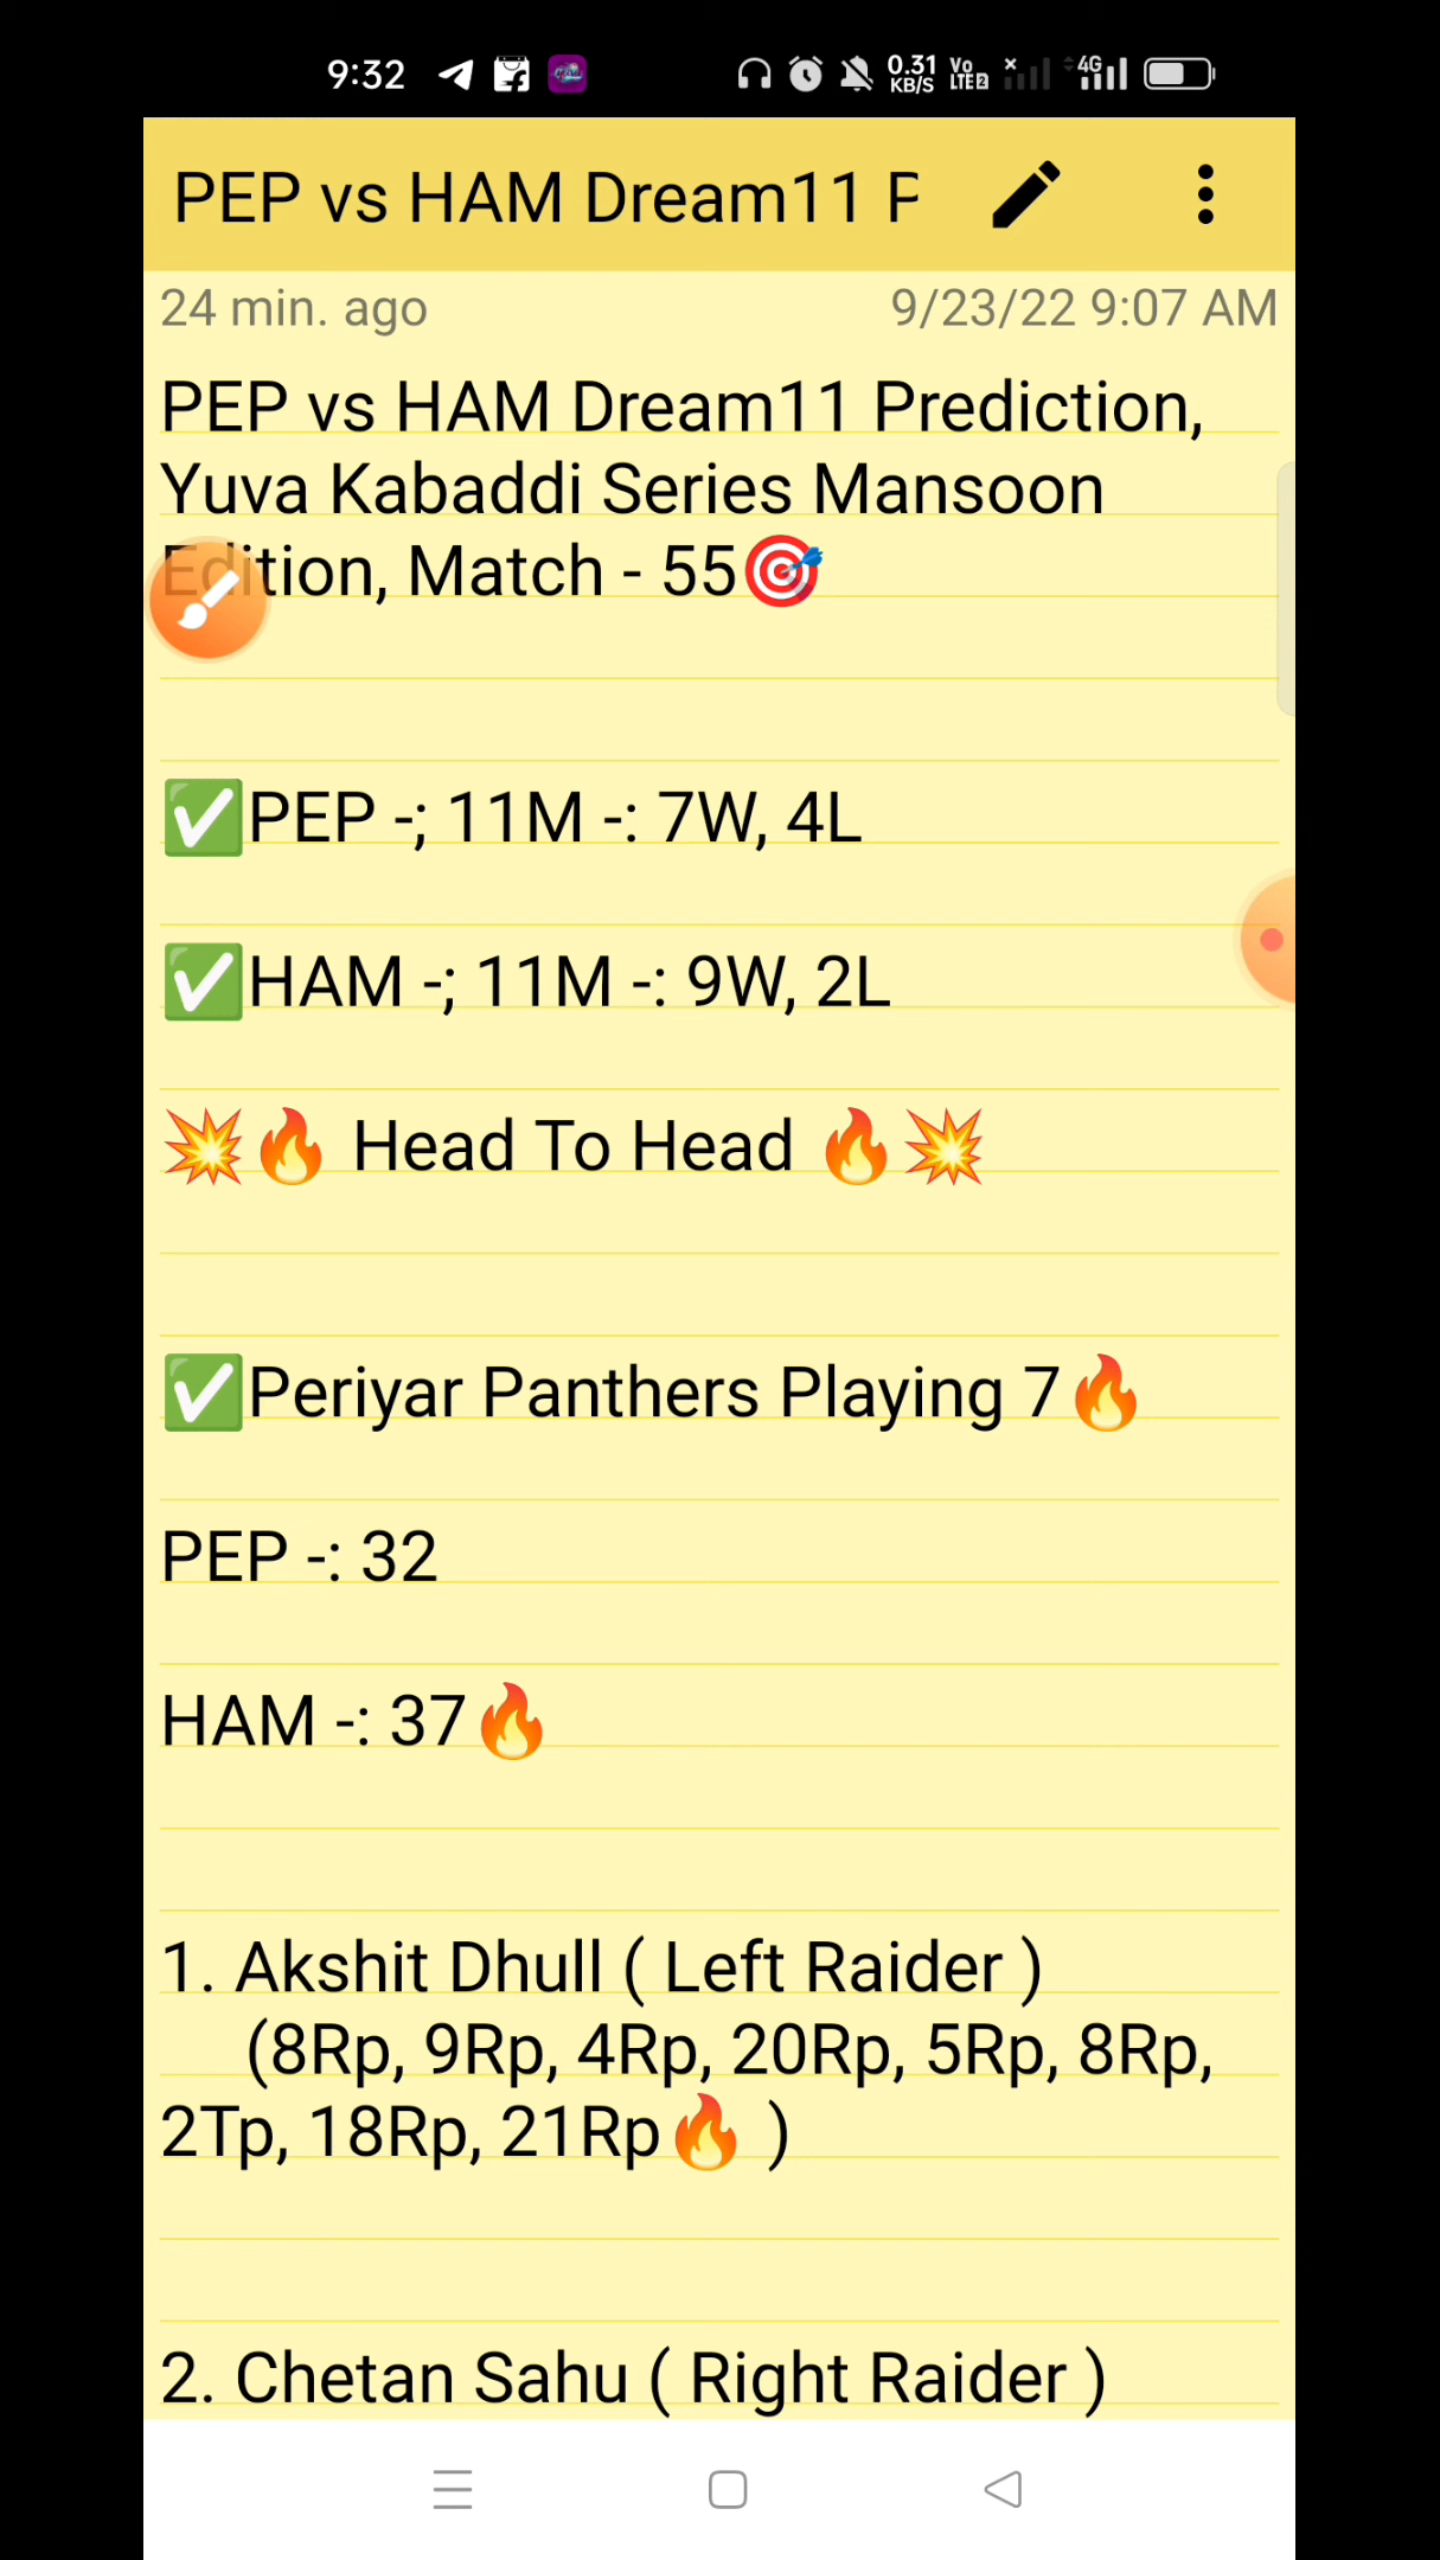 9:32 0.31 KB/S Vo LTE2 4G
PEP vs HAM Dream11 P
24 min. ago 9/23/22 9:07 AM
PEP vs HAM Dream11 Prediction,
Yuva Kabaddi Series Mansoon
Edition, Match - 55🎯
✅PEP -; 11M -: 7W, 4L
✅HAM -; 11M -: 9W, 2L
💥🔥 Head To Head 🔥💥
✅Periyar Panthers Playing 7🔥
PEP -: 32
HAM -: 37🔥
1. Akshit Dhull ( Left Raider )
(8Rp, 9Rp, 4Rp, 20Rp, 5Rp, 8Rp,
2Tp, 18Rp, 21Rp🔥 )
2. Chetan Sahu ( Right Raider )